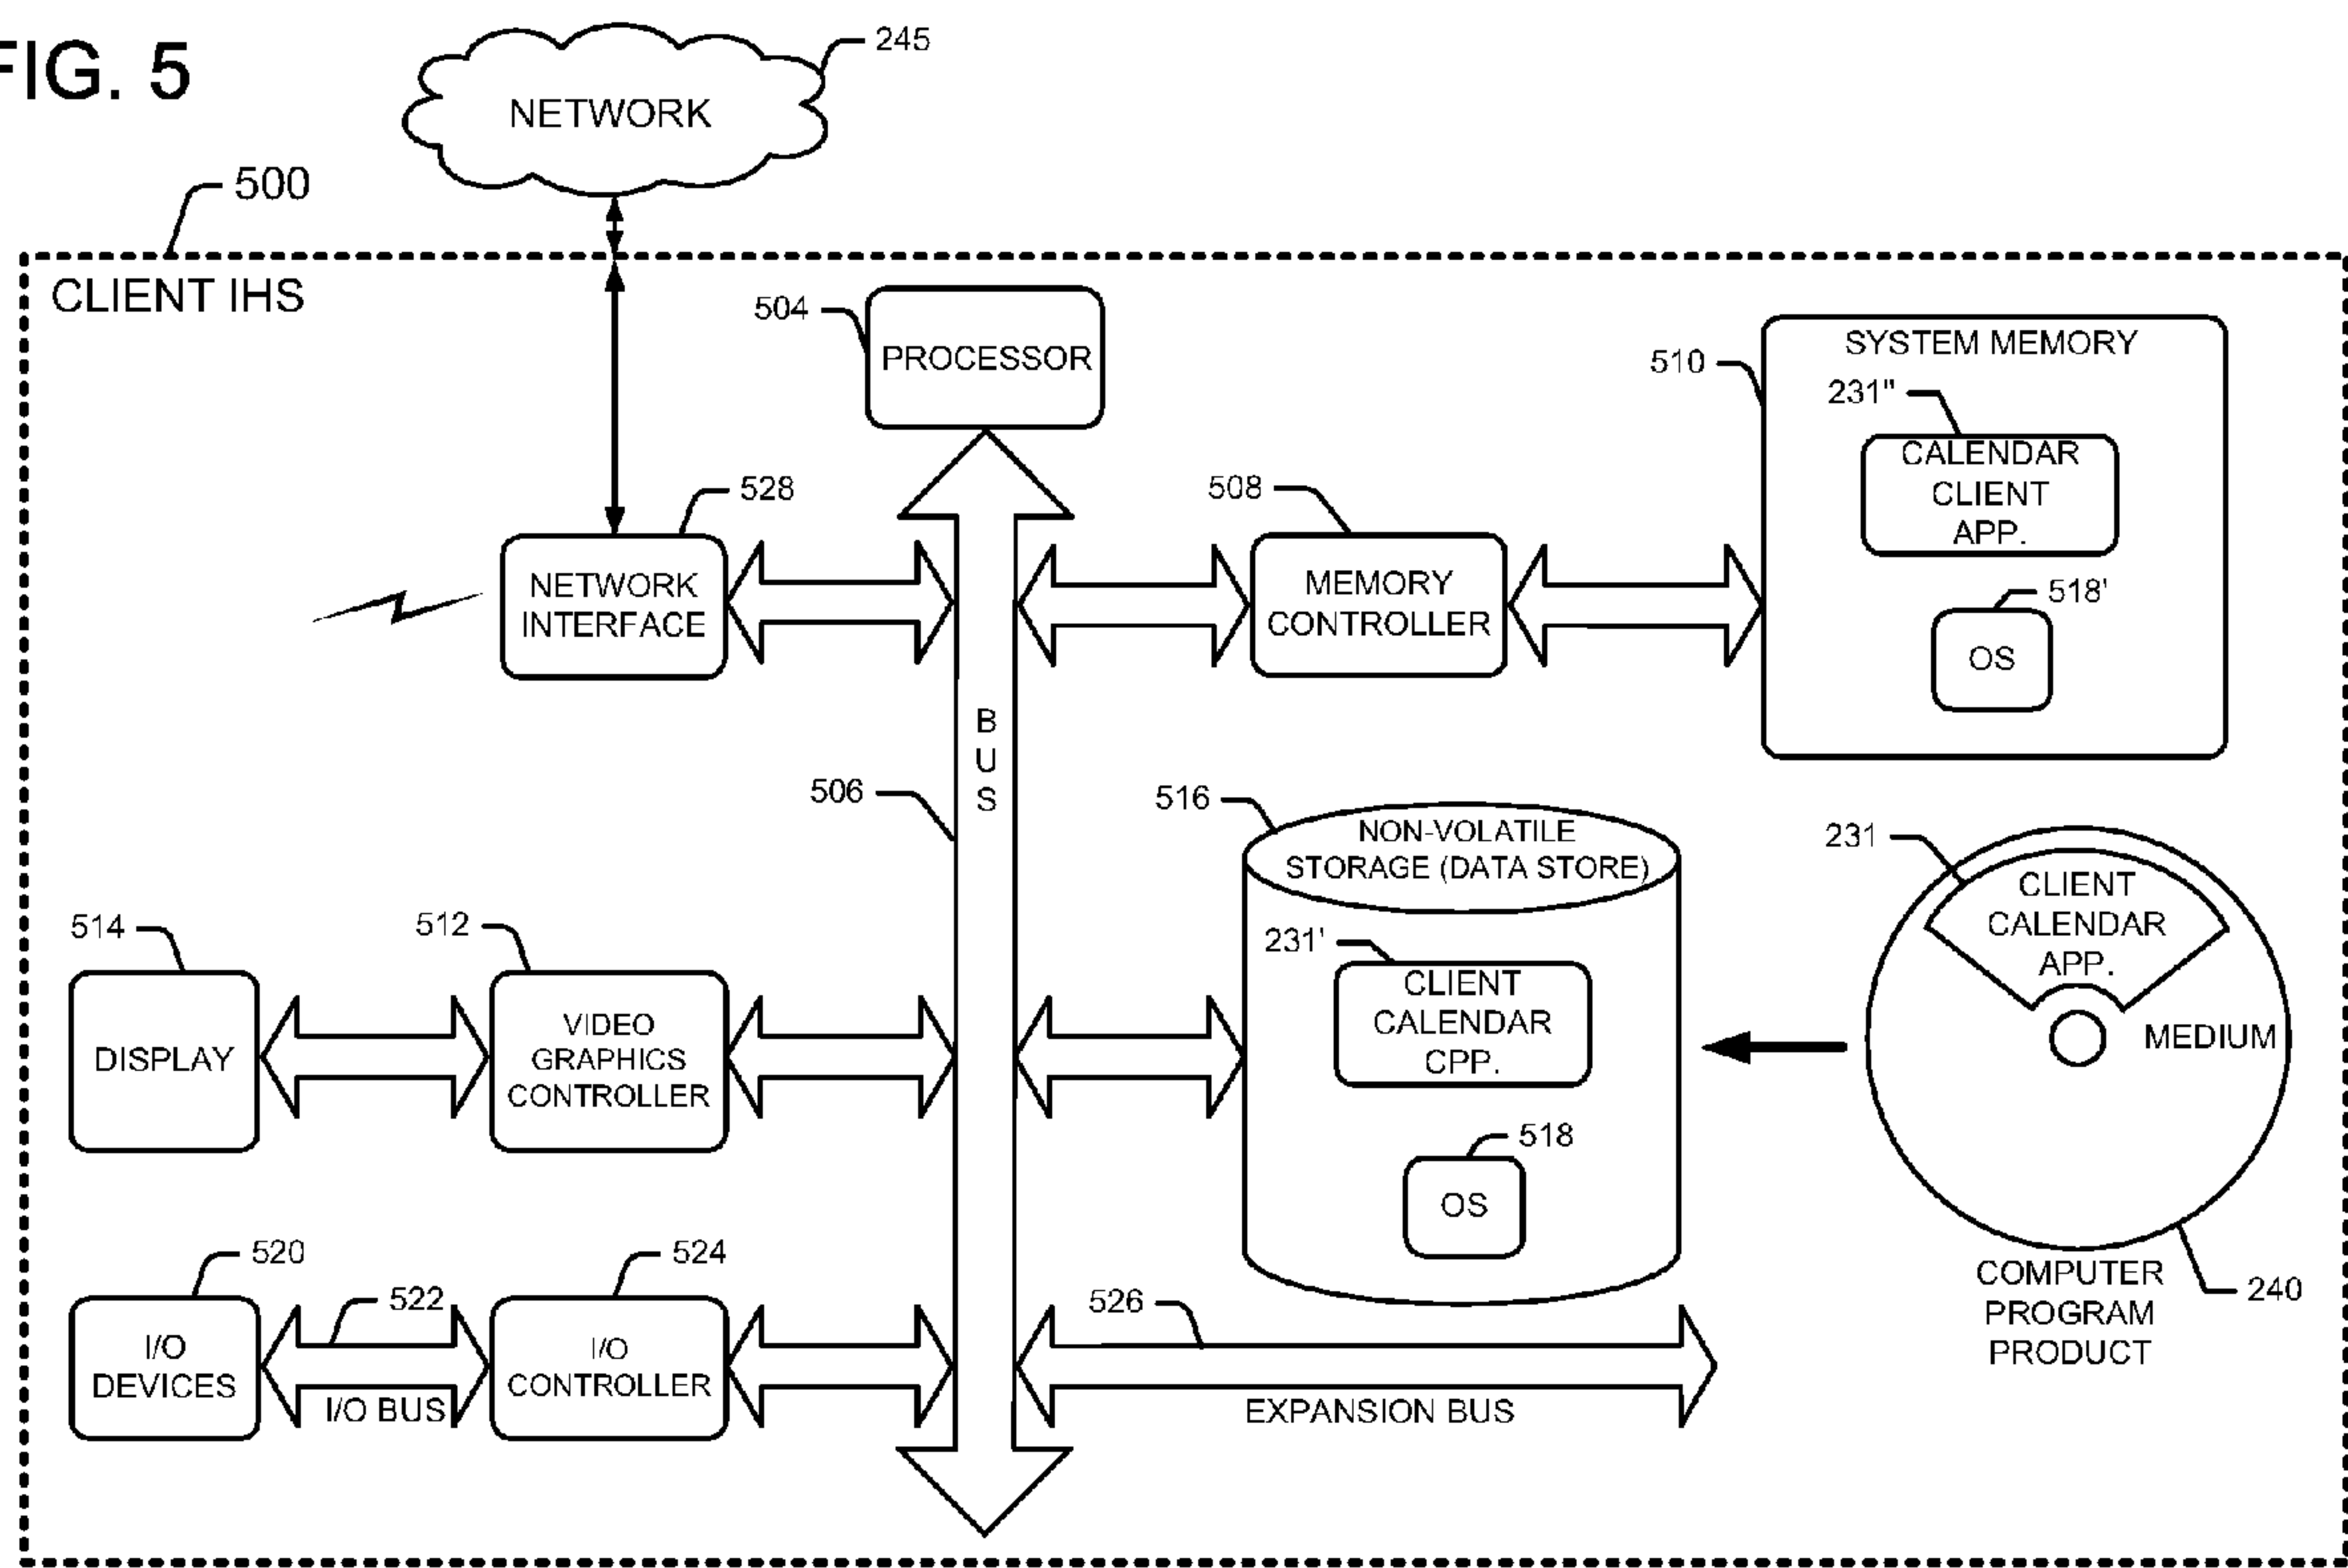 FIG. 5
245
NETWORK
500
CLIENT IHS
504
PROCESSOR
510
SYSTEM MEMORY
231"
CALENDAR
CLIENT
APP.
518'
OS
528
NETWORK
INTERFACE
508
MEMORY
CONTROLLER
BUS
506
516
NON-VOLATILE
STORAGE (DATA STORE)
231'
CLIENT
CALENDAR
CPP.
518
OS
231
CLIENT
CALENDAR
APP.
MEDIUM
COMPUTER
PROGRAM
PRODUCT
240
514
DISPLAY
512
VIDEO
GRAPHICS
CONTROLLER
520
I/O
DEVICES
522
I/O BUS
524
I/O
CONTROLLER
526
EXPANSION BUS